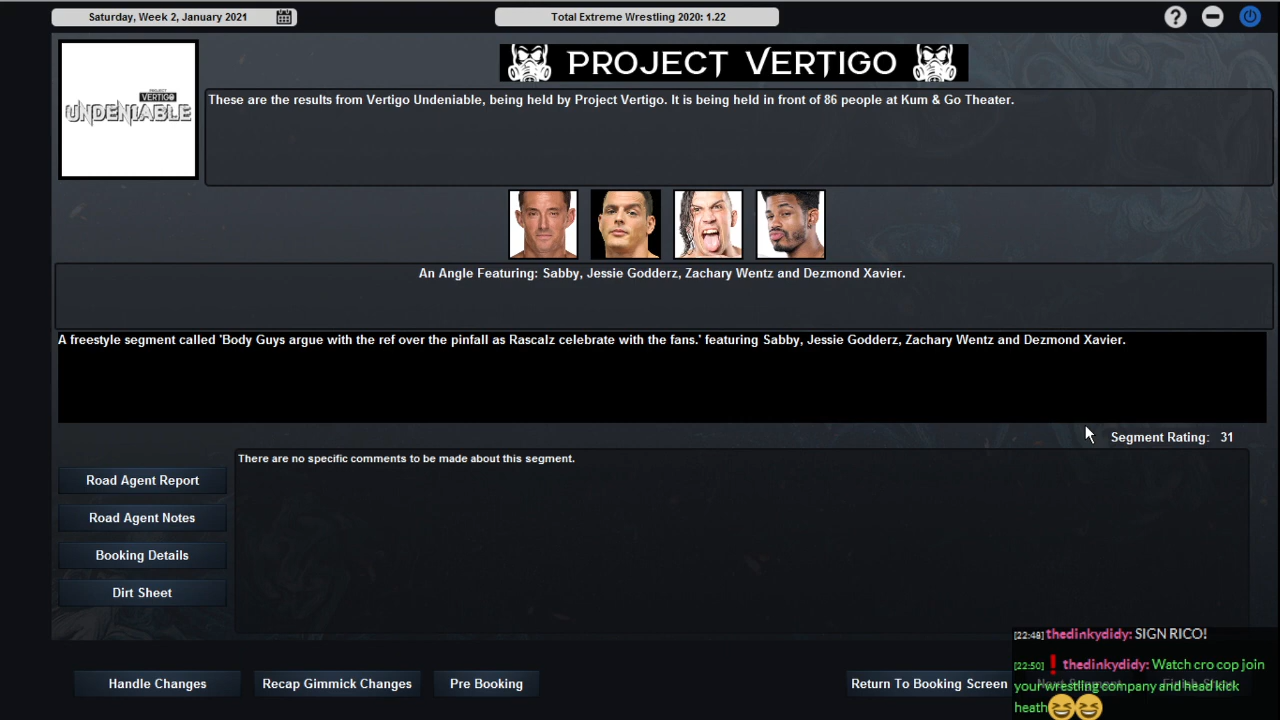 Saturday, Week 2, January 2021
Total Extreme Wrestling 2020: 1.22
?
PROJECT VERTIGO
PROJECT
VERTIGO
UNDENIABLE
These are the results from Vertigo Undeniable, being held by Project Vertigo. It is being held in front of 86 people at Kum & Go Theater.
An Angle Featuring: Sabby, Jessie Godderz, Zachary Wentz and Dezmond Xavier.
A freestyle segment called 'Body Guys argue with the ref over the pinfall as Rascalz celebrate with the fans.' featuring Sabby, Jessie Godderz, Zachary Wentz and Dezmond Xavier.
Segment Rating: 31
There are no specific comments to be made about this segment.
Road Agent Report
Road Agent Notes
Booking Details
Dirt Sheet
[22:48] thedinkydidy: SIGN RICO!
[22:50] ❗ thedinkydidy: Watch cro cop join
your wrestling company and head kick
heath😆😆
Handle Changes
Recap Gimmick Changes
Pre Booking
Return To Booking Screen